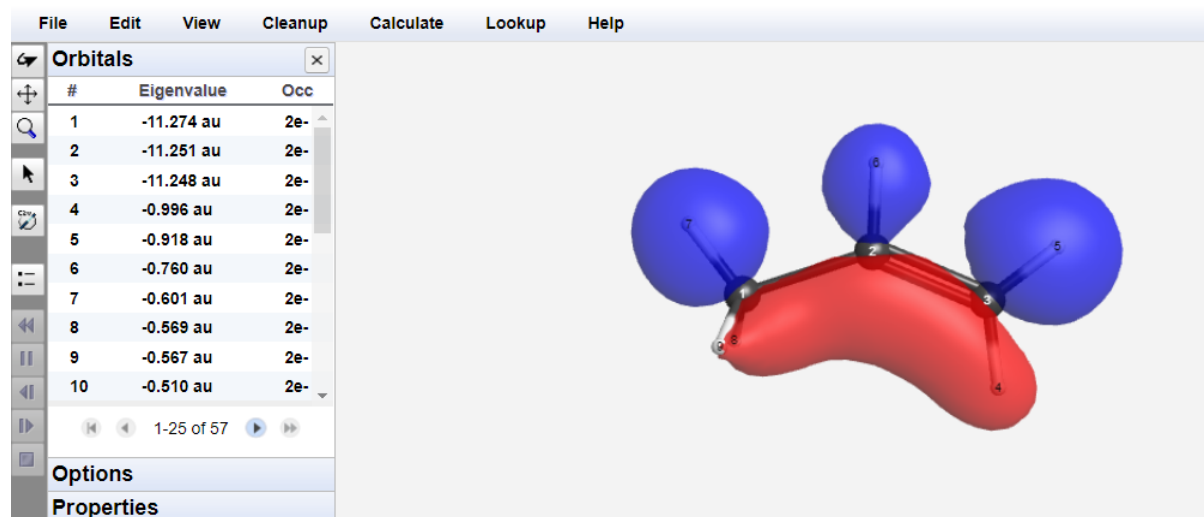 File Edit View Cleanup Calculate Lookup Help
Orbitals
# Eigenvalue Occ
1 -11.274 au 2e-
2 -11.251 au 2e-
3 -11.248 au 2e-
4 -0.996 au 2e-
5 -0.918 au 2e-
6 -0.760 au 2e-
7 -0.601 au 2e-
8 -0.569 au 2e-
9 -0.567 au 2e-
10 -0.510 au 2e-
1-25 of 57
Options
Properties
6
7
2
5
1
3
9 8
4